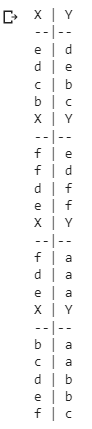 X | Y
--|--
e | d
d | e
c | b
b | c
X | Y
--|--
f | e
f | d
d | f
e | f
X | Y
--|--
f | a
d | a
e | a
X | Y
--|--
b | a
c | a
d | b
e | b
f | c